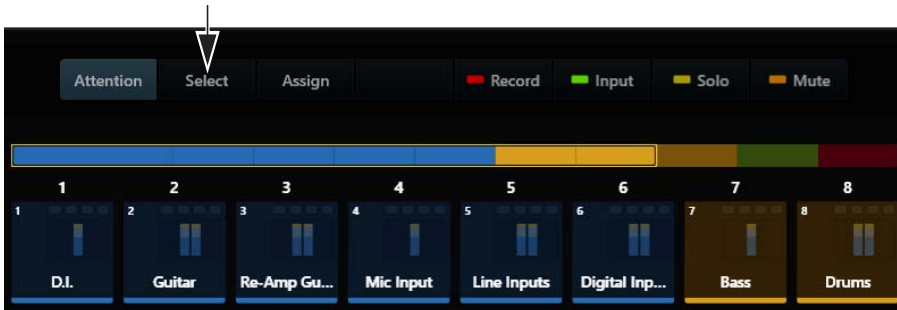 Attention Select Assign Record Input Solo Mute
1 2 3 4 5 6 7 8
1 2 3 4 5 6 7 8
D.I. Guitar Re-Amp Gu... Mic Input Line Inputs Digital Inp... Bass Drums